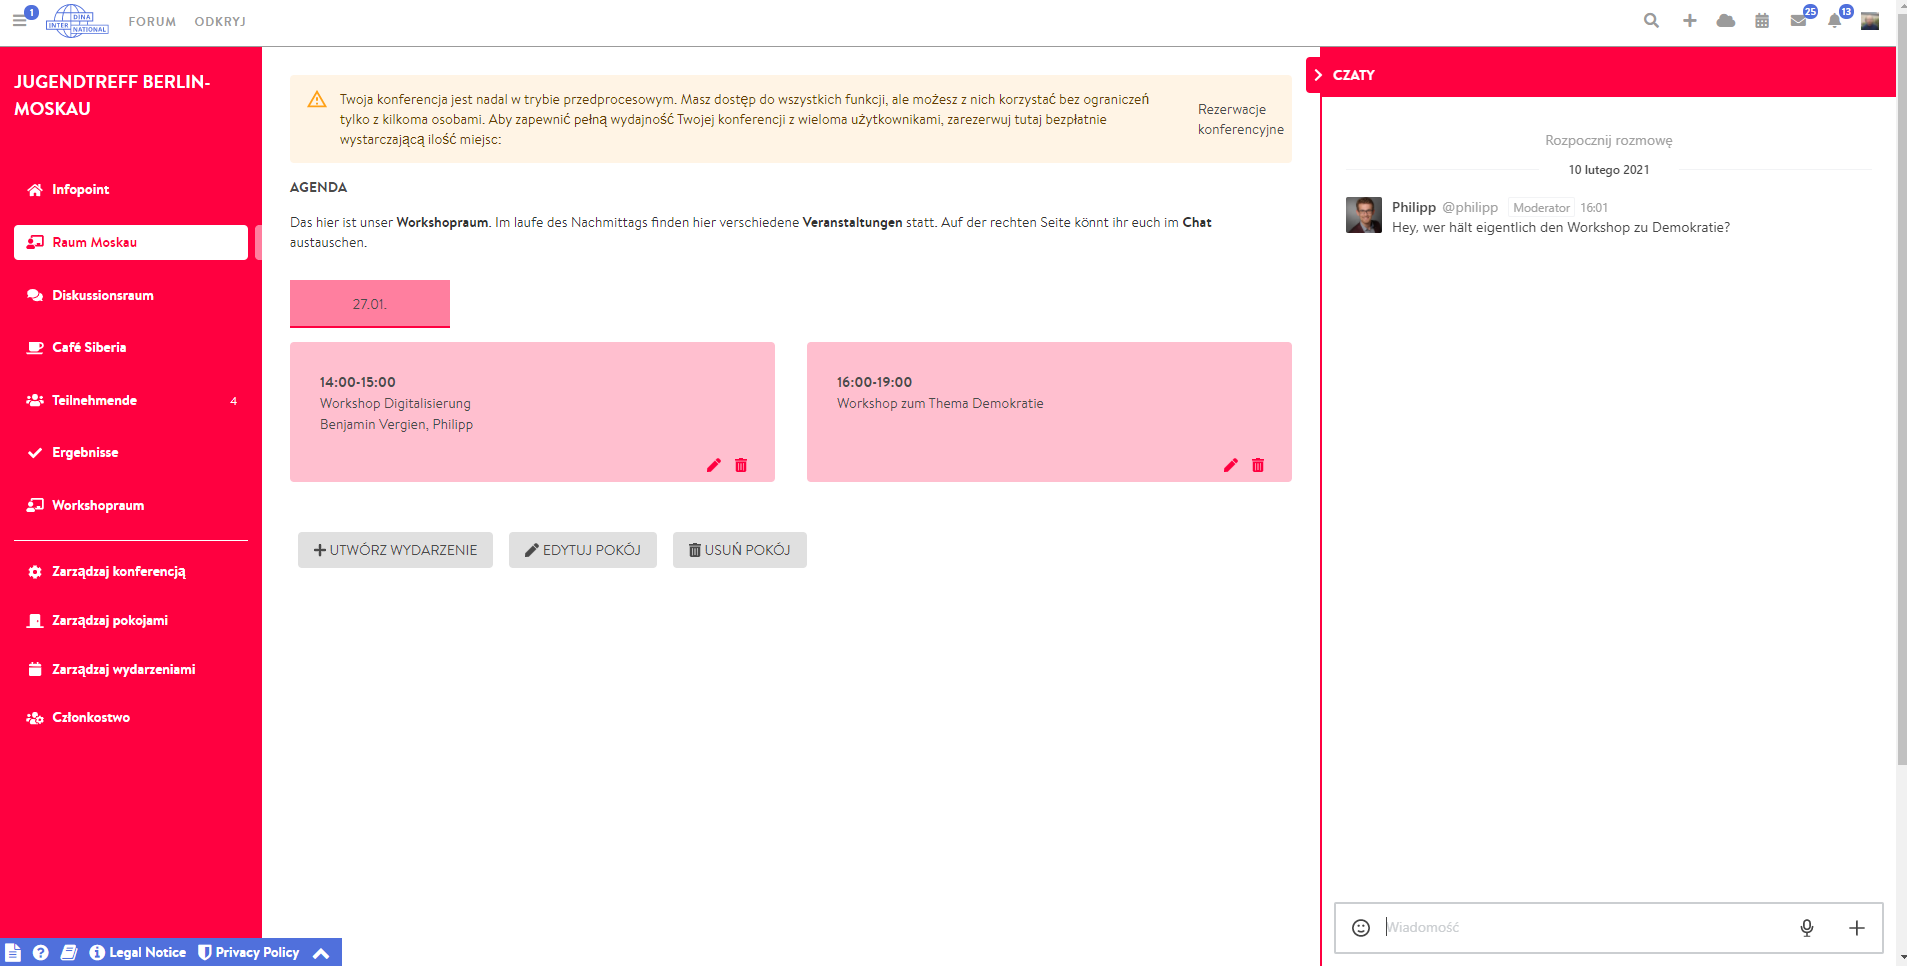 1
DINA
INTER
NATIONAL
FORUM
ODKRYJ
25
13
JUGENDTREFF BERLIN-
MOSKAU
Infopoint
Raum Moskau
Diskussionsraum
Café Siberia
Teilnehmende 4
Ergebnisse
Workshopraum
Zarządzaj konferencją
Zarządzaj pokojami
Zarządzaj wydarzeniami
Członkostwo
Legal Notice
Privacy Policy
Twoja konferencja jest nadal w trybie przedprocesowym. Masz dostęp do wszystkich funkcji, ale możesz z nich korzystać bez ograniczeń
tylko z kilkoma osobami. Aby zapewnić pełną wydajność Twojej konferencji z wieloma użytkownikami, zarezerwuj tutaj bezpłatnie
wystarczającą ilość miejsc:
Rezerwacje
konferencyjne
AGENDA
Das hier ist unser Workshopraum. Im laufe des Nachmittags finden hier verschiedene Veranstaltungen statt. Auf der rechten Seite könnt ihr euch im Chat
austauschen.
27.01.
14:00-15:00
Workshop Digitalisierung
Benjamin Vergien, Philipp
16:00-19:00
Workshop zum Thema Demokratie
UTWÓRZ WYDARZENIE
EDYTUJ POKÓJ
USUŃ POKÓJ
CZATY
Rozpocznij rozmowę
10 lutego 2021
Philipp @philipp Moderator 16:01
Hey, wer hält eigentlich den Workshop zu Demokratie?
Wiadomość